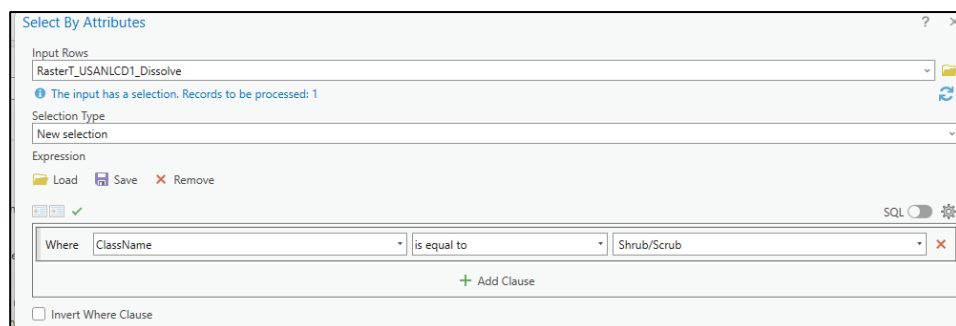 Select By Attributes ? ×
Input Rows
RasterT_USANLCD1_Dissolve
The input has a selection. Records to be processed: 1
Selection Type
New selection
Expression
Load Save Remove
SQL
Where ClassName is equal to Shrub/Scrub
+ Add Clause
Invert Where Clause